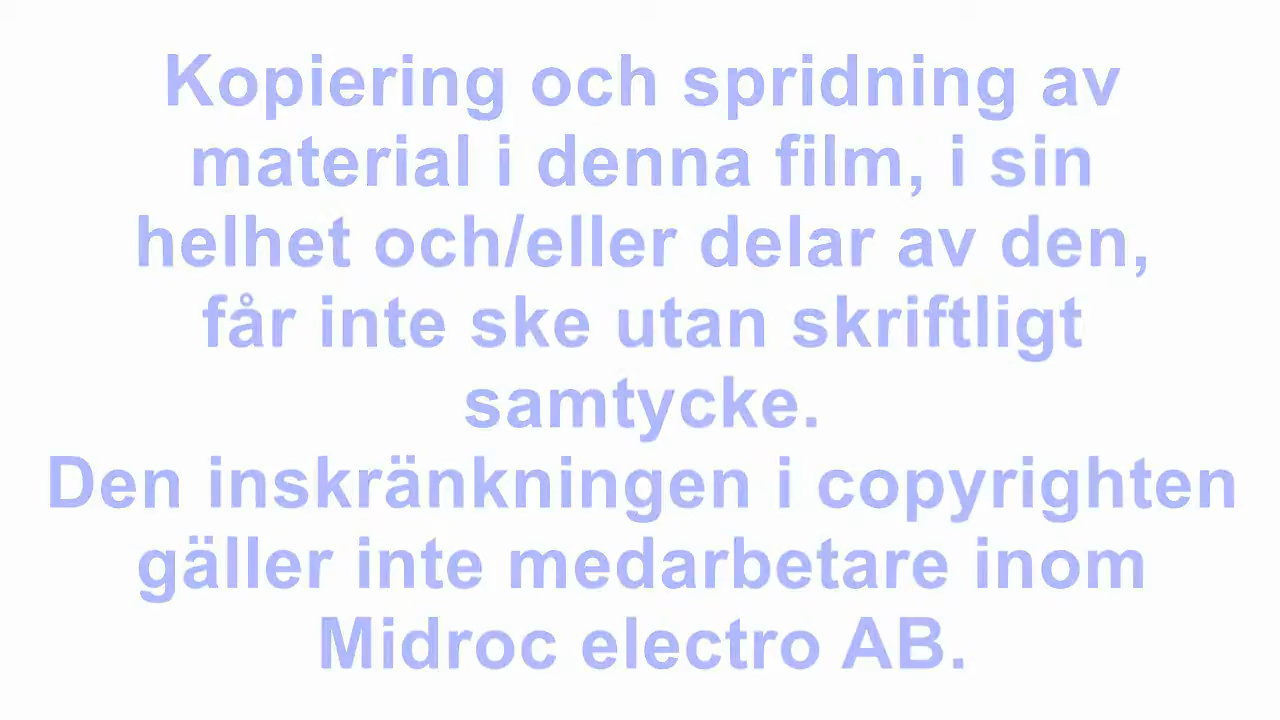 Kopiering och spridning av
material i denna film, i sin
helhet och/eller delar av den,
får inte ske utan skriftligt
samtycke.
Den inskränkningen i copyrighten
gäller inte medarbetare inom
Midroc electro AB.